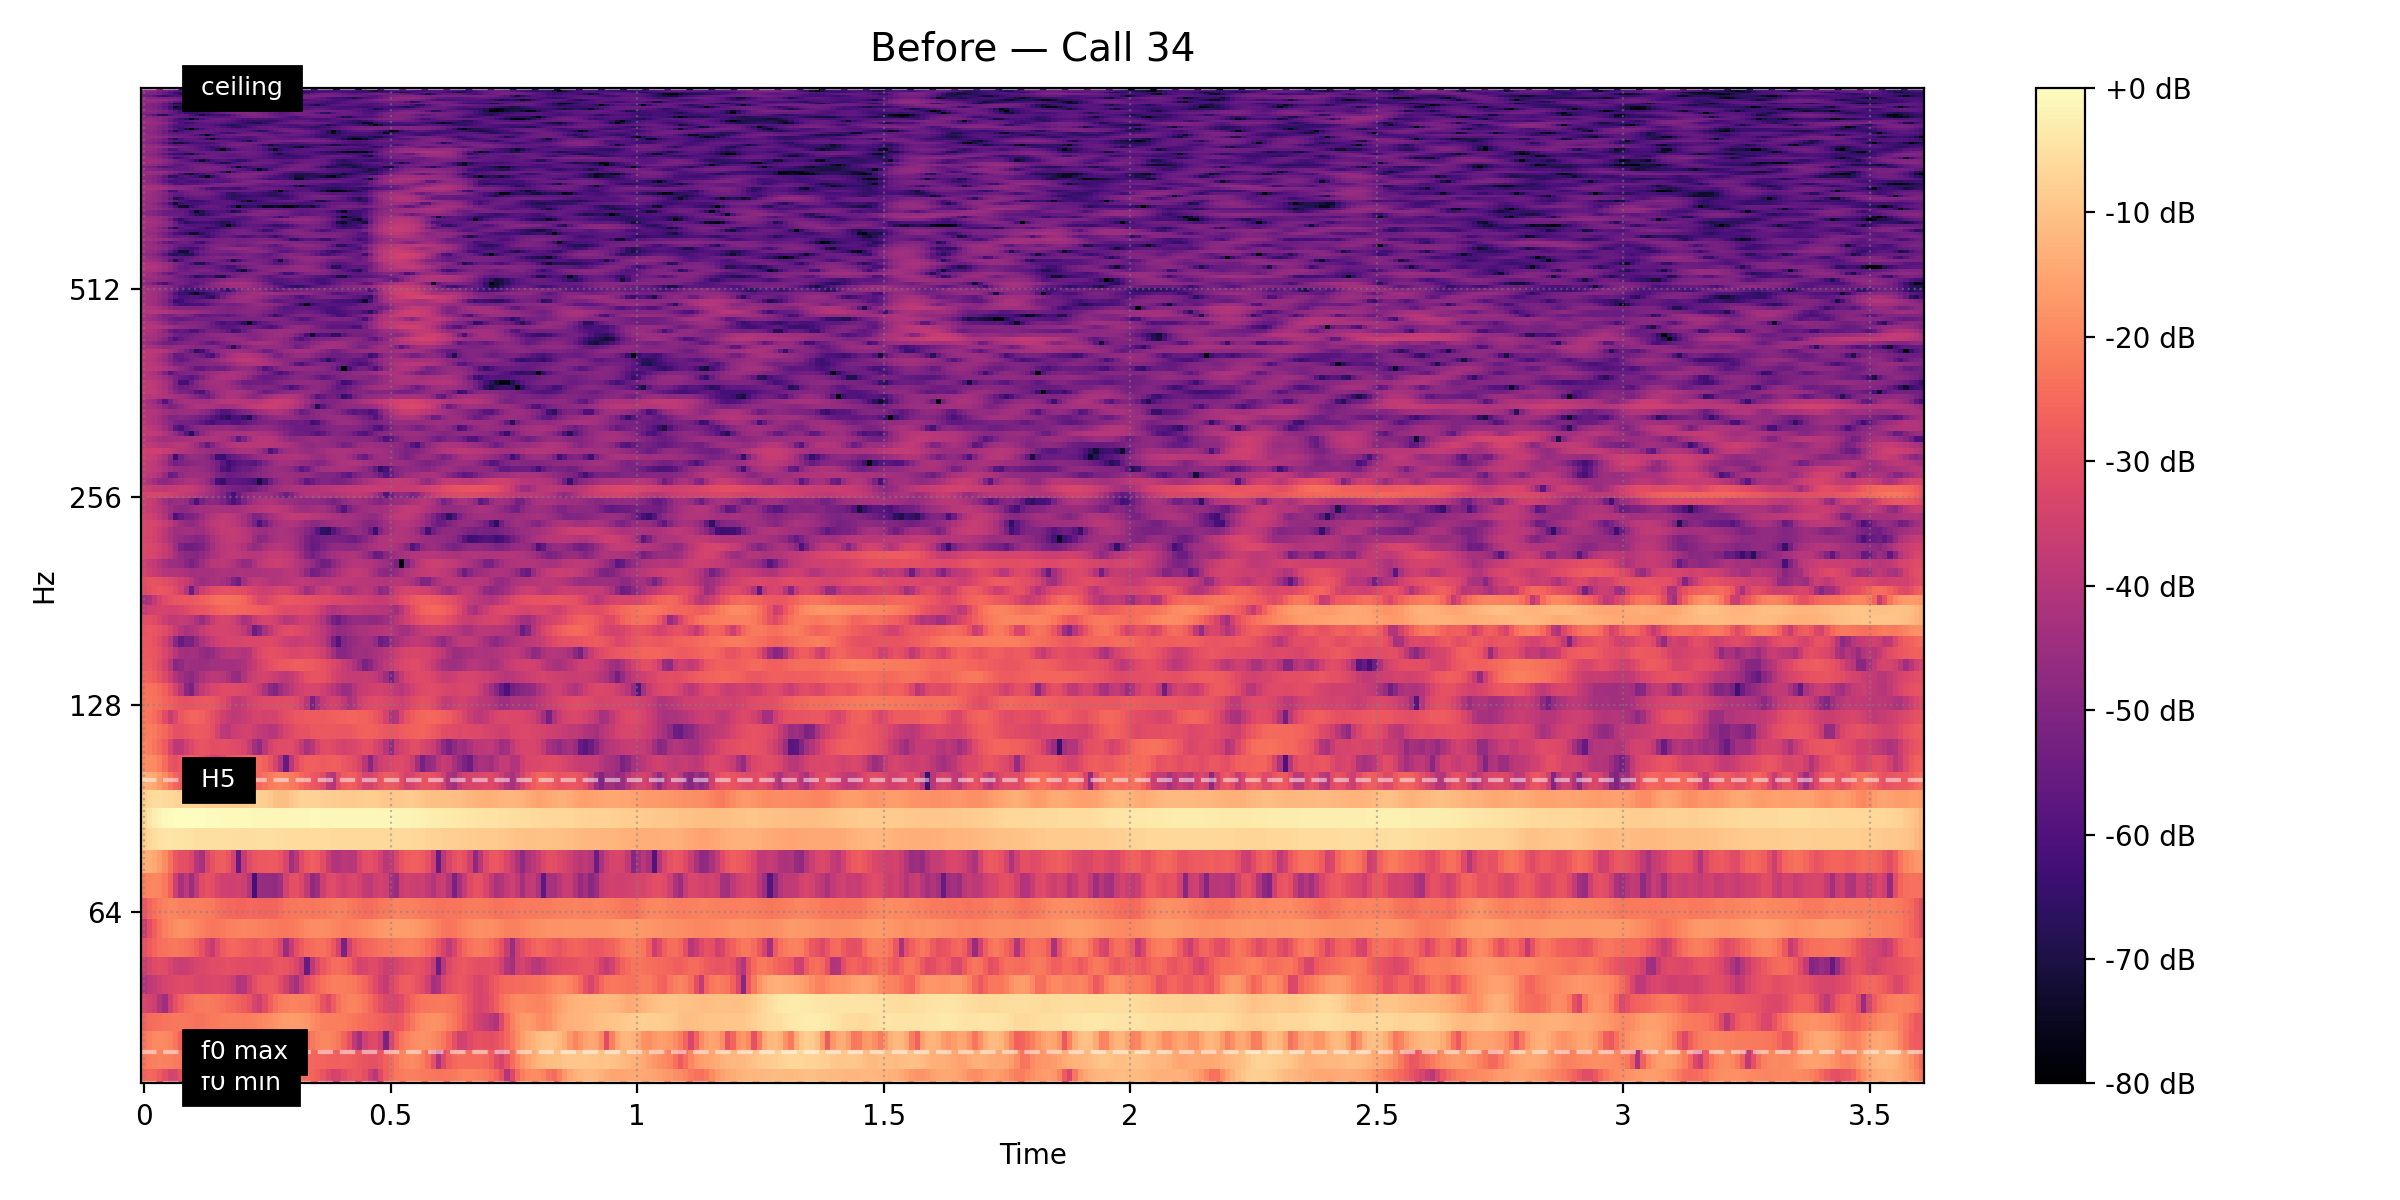 Before — Call 34
ceiling
+0 dB
-10 dB
-20 dB
-30 dB
-40 dB
-50 dB
-60 dB
-70 dB
-80 dB
512
256
128
64
Hz
H5
f0 max
f0 min
0
0.5
1
1.5
2
2.5
3
3.5
Time